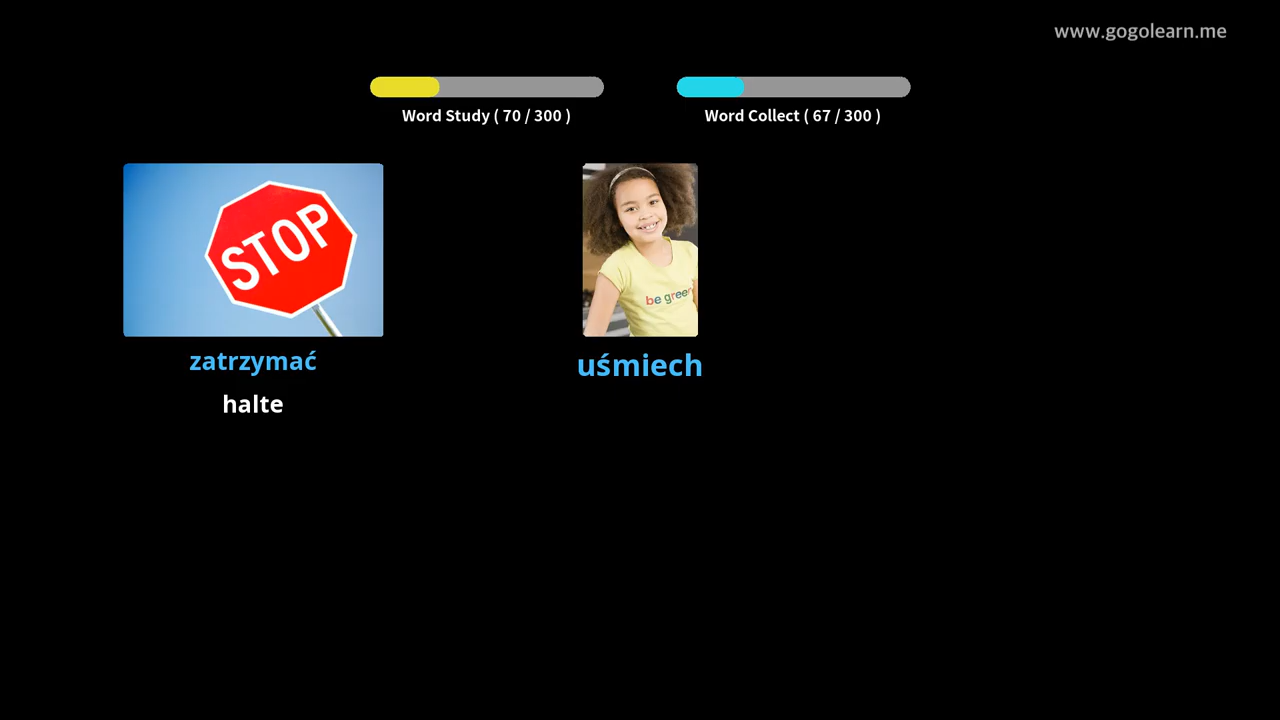 www.gogolearn.me
Word Study ( 70 / 300 )
Word Collect ( 67 / 300 )
STOP
be green
zatrzymać
uśmiech
halte